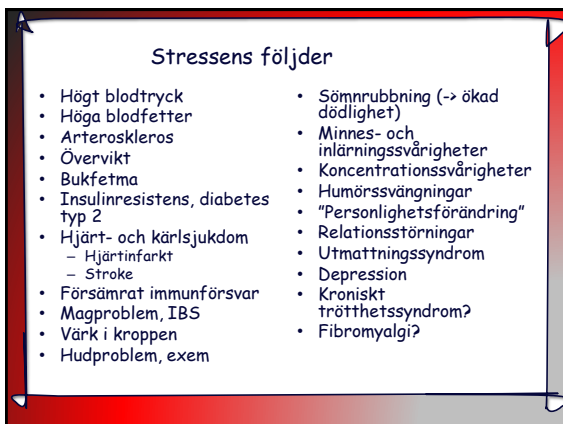 Stressens följder
• Högt blodtryck
• Höga blodfetter
• Arteroskleros
• Övervikt
• Bukfetma
• Insulinresistens, diabetes
typ 2
• Hjärt- och kärlsjukdom
– Hjärtinfarkt
– Stroke
• Försämrat immunförsvar
• Magproblem, IBS
• Värk i kroppen
• Hudproblem, exem
• Sömnrubbning (-> ökad
dödlighet)
• Minnes- och
inlärningssvårigheter
• Koncentrationssvårigheter
• Humörssvängningar
• ”Personlighetsförändring”
• Relationsstörningar
• Utmattningssyndrom
• Depression
• Kroniskt
trötthetssyndrom?
• Fibromyalgi?